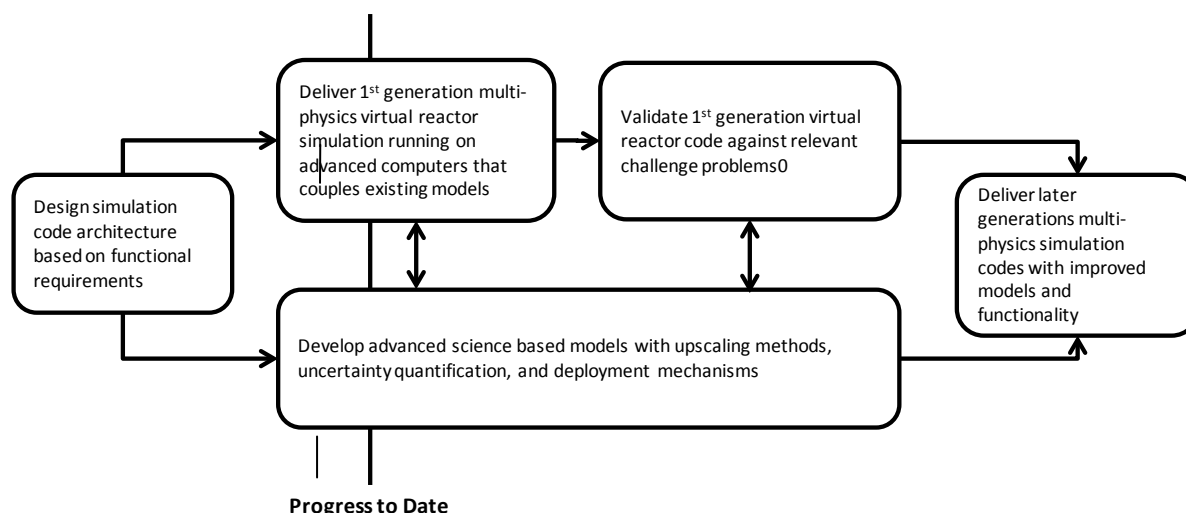 Deliver 1st generation multi-
physics virtual reactor
simulation running on
advanced computers that
couples existing models
Validate 1st generation virtual
reactor code against relevant
challenge problems0
Design simulation
code architecture
based on functional
requirements
Deliver later
generations multi-
physics simulation
codes with improved
models and
functionality
Develop advanced science based models with upscaling methods,
uncertainty quantification, and deployment mechanisms
Progress to Date